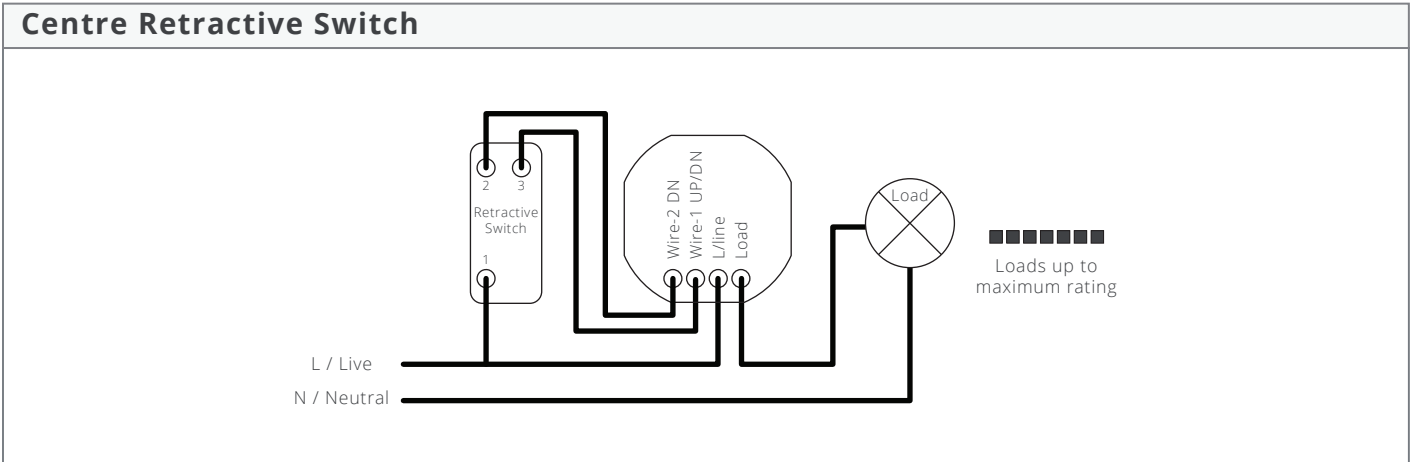 Centre Retractive Switch
2 3
Retractive
Switch
1
Wire-2 DN
Wire-1 UP/DN
L/line
Load
Load
Loads up to
maximum rating
L / Live
N / Neutral